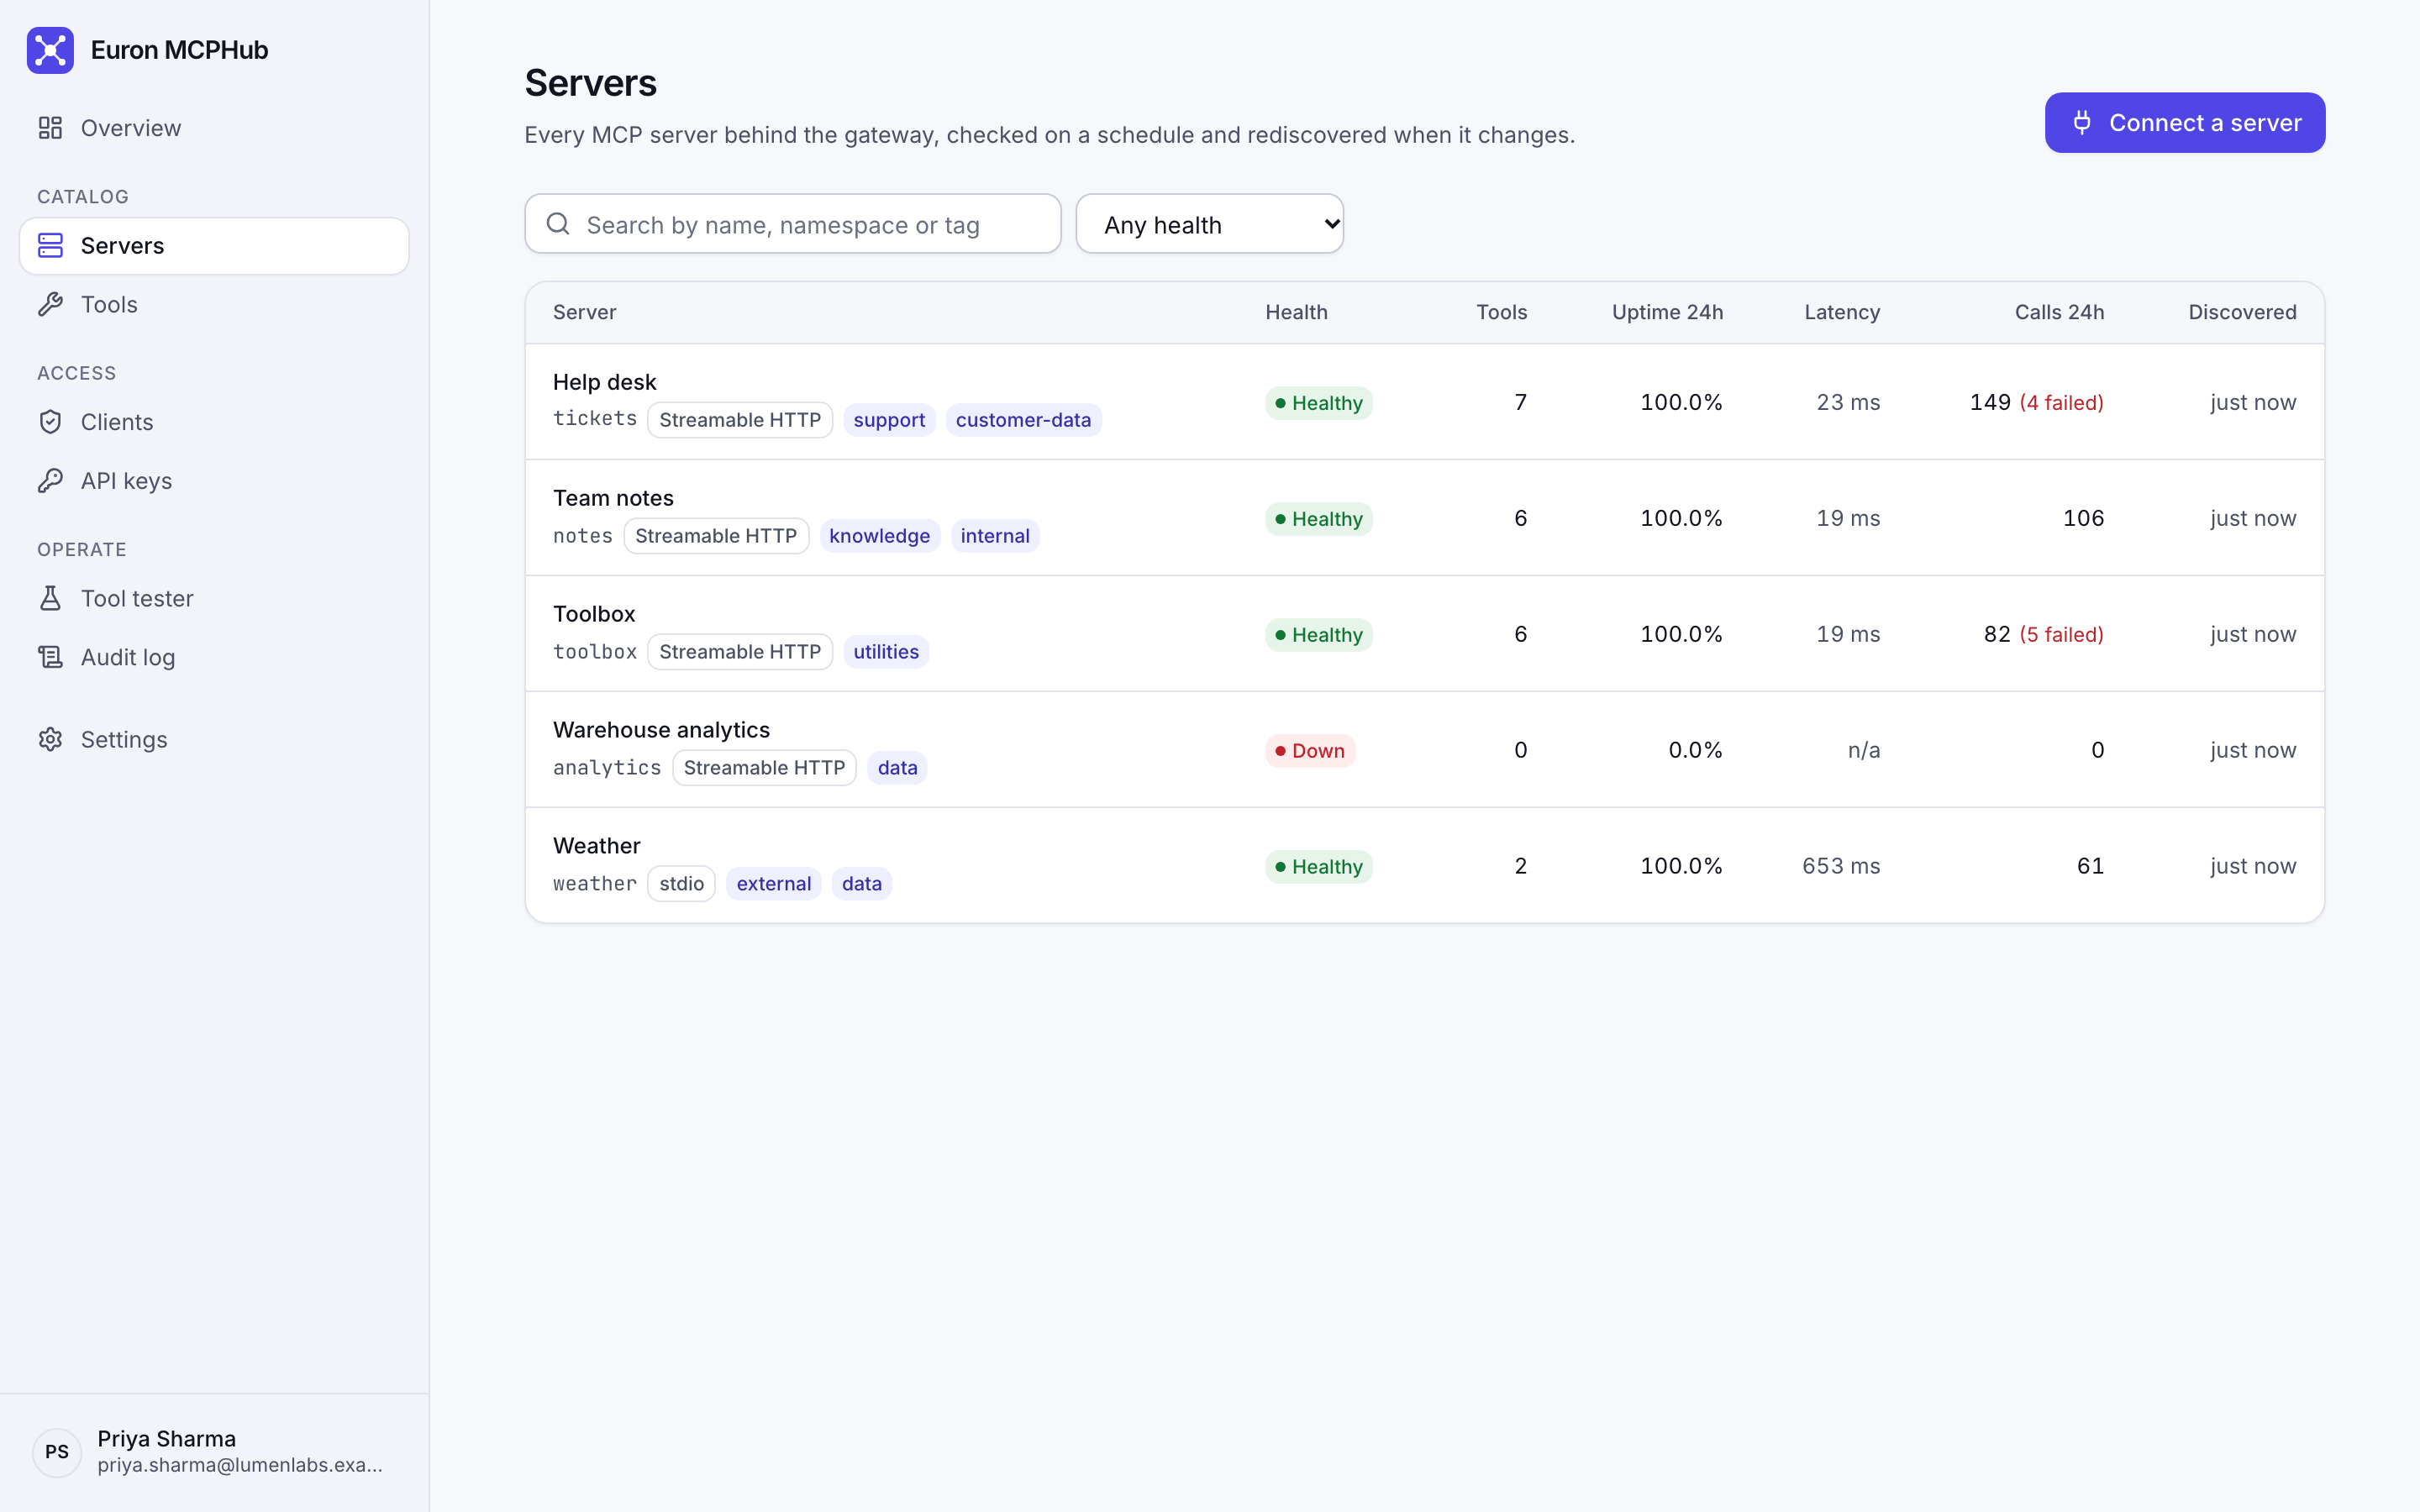 Euron MCPHub
Overview
CATALOG
Servers
Tools
ACCESS
Clients
API keys
OPERATE
Tool tester
Audit log
Settings
PS
Priya Sharma
priya.sharma@lumenlabs.exa...
Servers
Every MCP server behind the gateway, checked on a schedule and rediscovered when it changes.
Connect a server
Search by name, namespace or tag
Any health
Server Health Tools Uptime 24h Latency Calls 24h Discovered
Help desk
tickets Streamable HTTP support customer-data
Healthy 7 100.0% 23 ms 149 (4 failed) just now
Team notes
notes Streamable HTTP knowledge internal
Healthy 6 100.0% 19 ms 106 just now
Toolbox
toolbox Streamable HTTP utilities
Healthy 6 100.0% 19 ms 82 (5 failed) just now
Warehouse analytics
analytics Streamable HTTP data
Down 0 0.0% n/a 0 just now
Weather
weather stdio external data
Healthy 2 100.0% 653 ms 61 just now